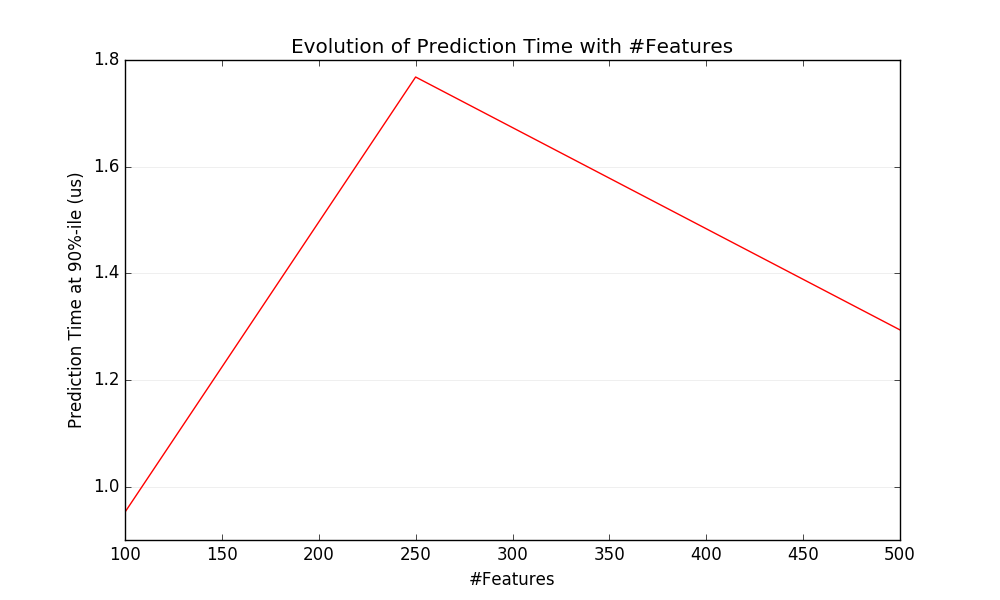 Evolution of Prediction Time with #Features
Prediction Time at 90%-ile (us)
1.8
1.6
1.4
1.2
1.0
100 150 200 250 300 350 400 450 500
#Features